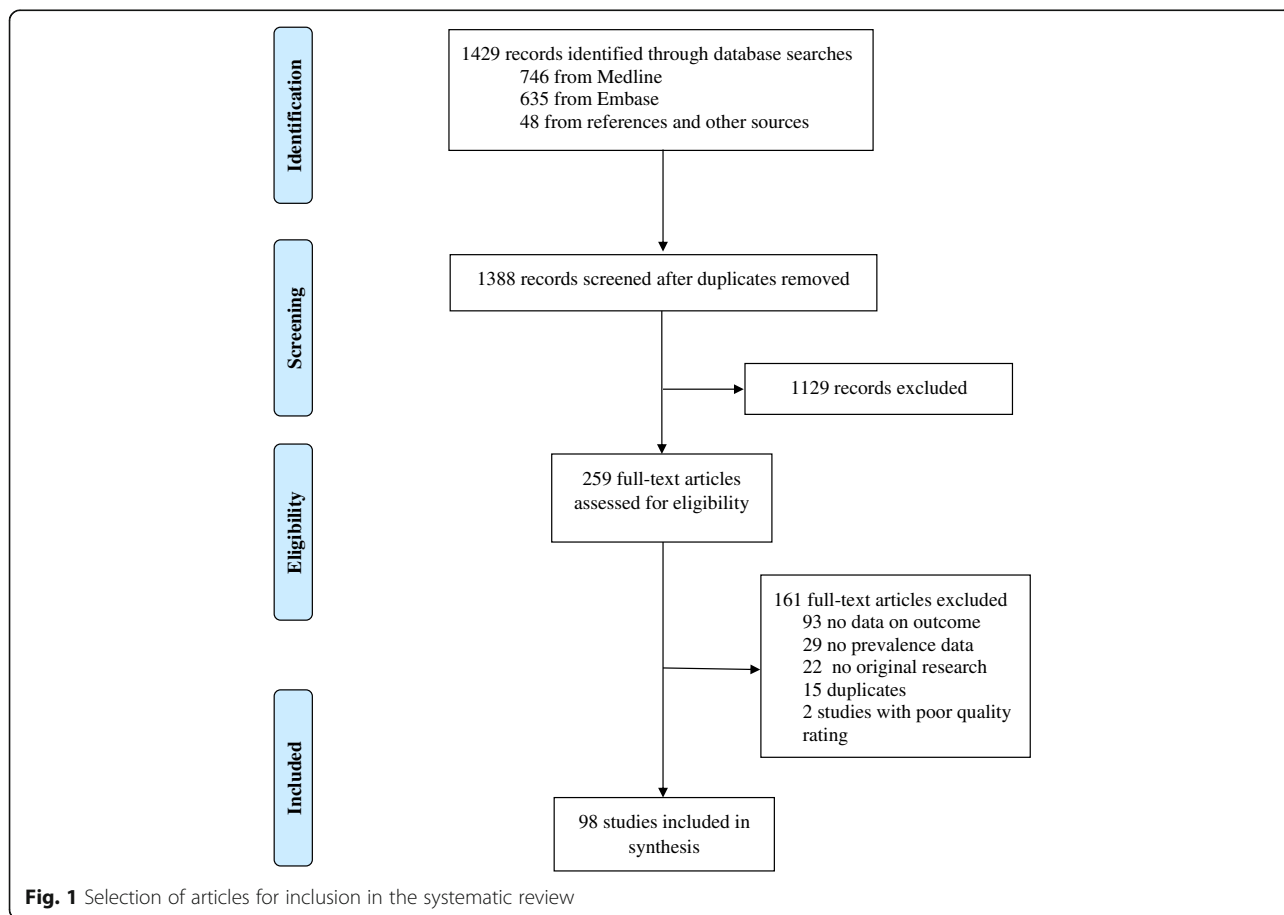 Identification
1429 records identified through database searches
746 from Medline
635 from Embase
48 from references and other sources
Screening
1388 records screened after duplicates removed
1129 records excluded
Eligibility
259 full-text articles
assessed for eligibility
161 full-text articles excluded
93 no data on outcome
29 no prevalence data
22 no original research
15 duplicates
2 studies with poor quality
rating
Included
98 studies included in
synthesis
Fig. 1 Selection of articles for inclusion in the systematic review